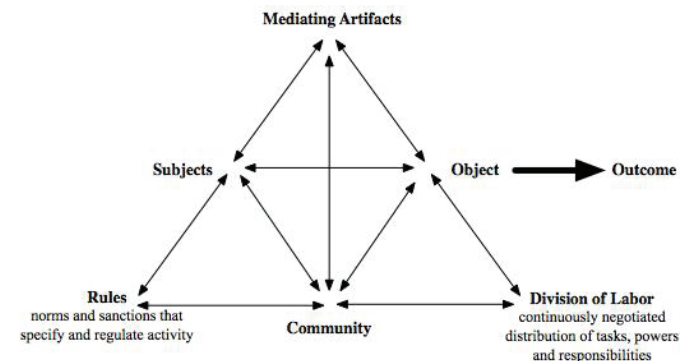 Mediating Artifacts
Subjects
Object
Outcome
Rules
norms and sanctions that
specify and regulate activity
Community
Division of Labor
continuously negotiated
distribution of tasks, powers
and responsibilities